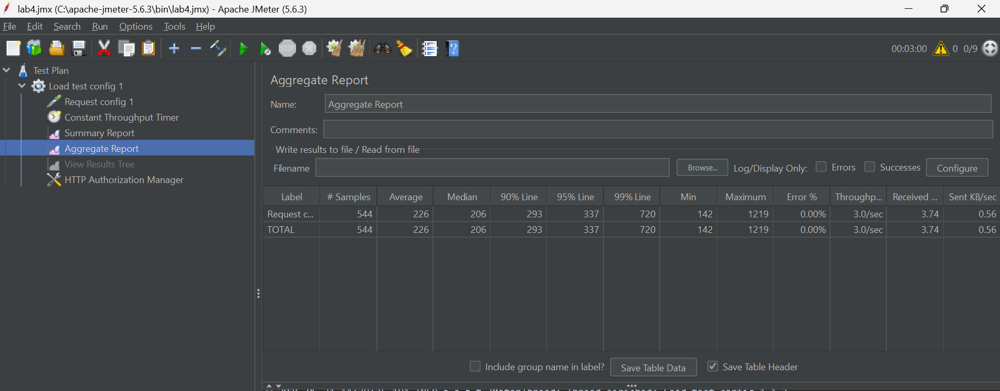 lab4.jmx (C:\apache-jmeter-5.6.3\bin\lab4.jmx) - Apache JMeter (5.6.3)
File Edit Search Run Options Tools Help
STOP ? 00:03:00 0 0/9
Test Plan
Load test config 1
Request config 1
Constant Throughput Timer
Summary Report
Aggregate Report
View Results Tree
HTTP Authorization Manager
Aggregate Report
Name: Aggregate Report
Comments:
Write results to file / Read from file
Filename Browse... Log/Display Only: Errors Successes Configure
Label # Samples Average Median 90% Line 95% Line 99% Line Min Maximum Error % Throughp... Received ... Sent KB/sec
Request c... 544 226 206 293 337 720 142 1219 0.00% 3.0/sec 3.74 0.56
TOTAL 544 226 206 293 337 720 142 1219 0.00% 3.0/sec 3.74 0.56
Include group name in label? Save Table Data Save Table Header